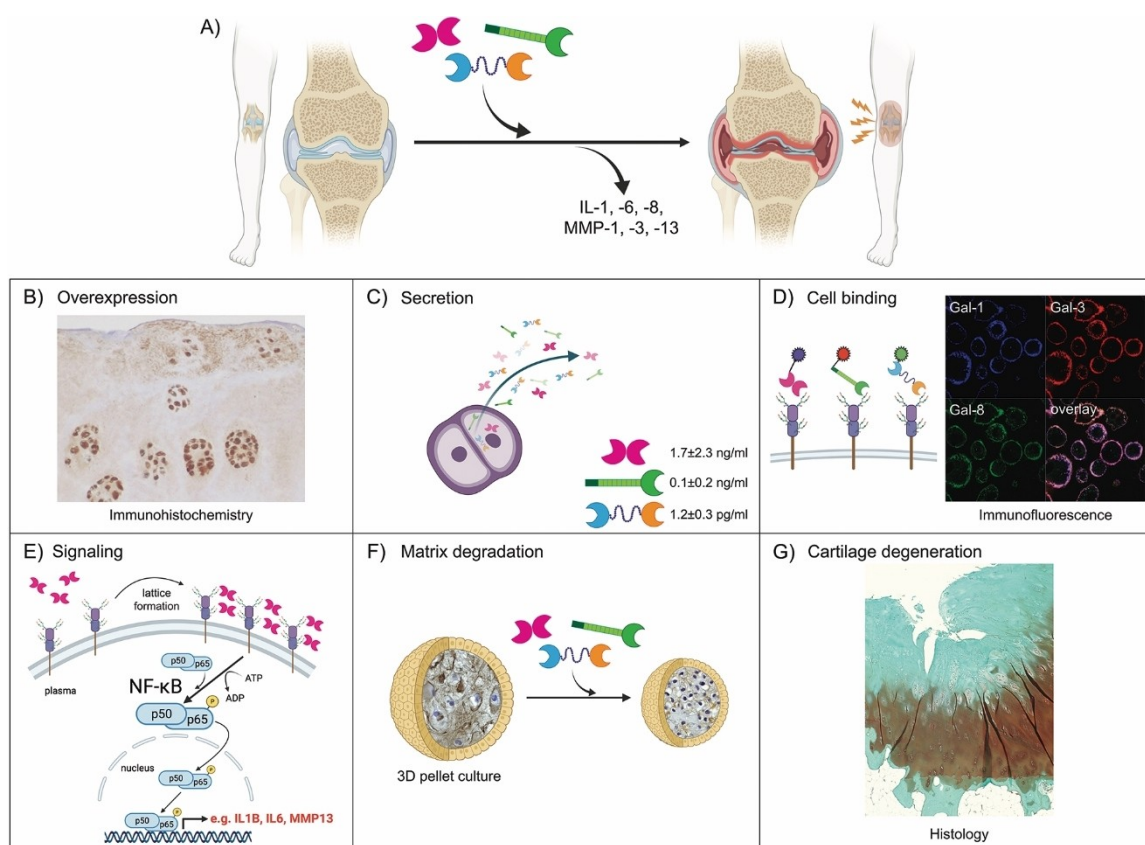 A)
IL-1, -6, -8,
MMP-1, -3, -13
B) Overexpression
Immunohistochemistry
C) Secretion
1.7±2.3 ng/ml
0.1±0.2 ng/ml
1.2±0.3 pg/ml
D) Cell binding
Gal-1
Gal-3
Gal-8
overlay
Immunofluorescence
E) Signaling
lattice
formation
plasma
p50
p65
NF-κB
ATP
ADP
P
p50
p65
nucleus
P
p50
p65
P
p50
p65
e.g. IL1B, IL6, MMP13
F) Matrix degradation
3D pellet culture
G) Cartilage degeneration
Histology